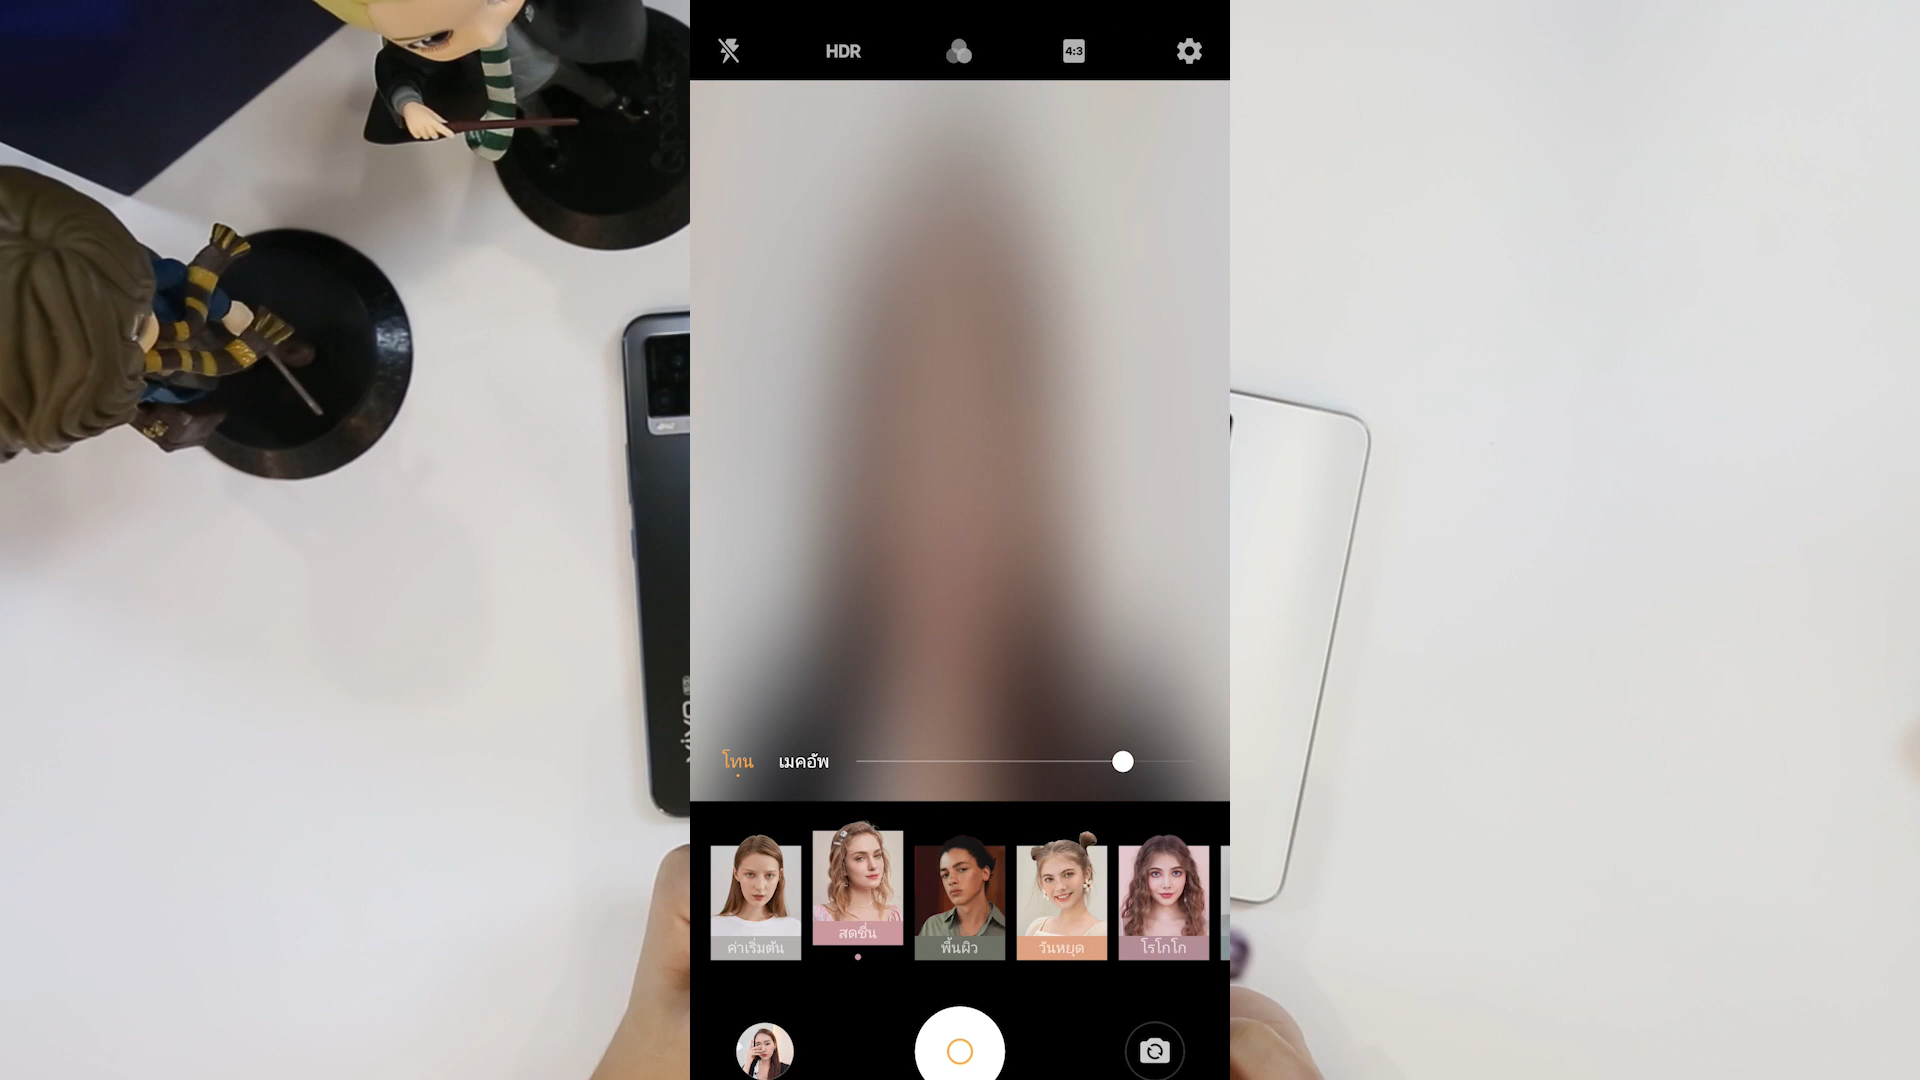 HDR
4:3
โทน
เมคอัพ
ค่าเริ่มต้น
สดชื่น
พื้นผิว
วันหยุด
โรโกโก
vivo